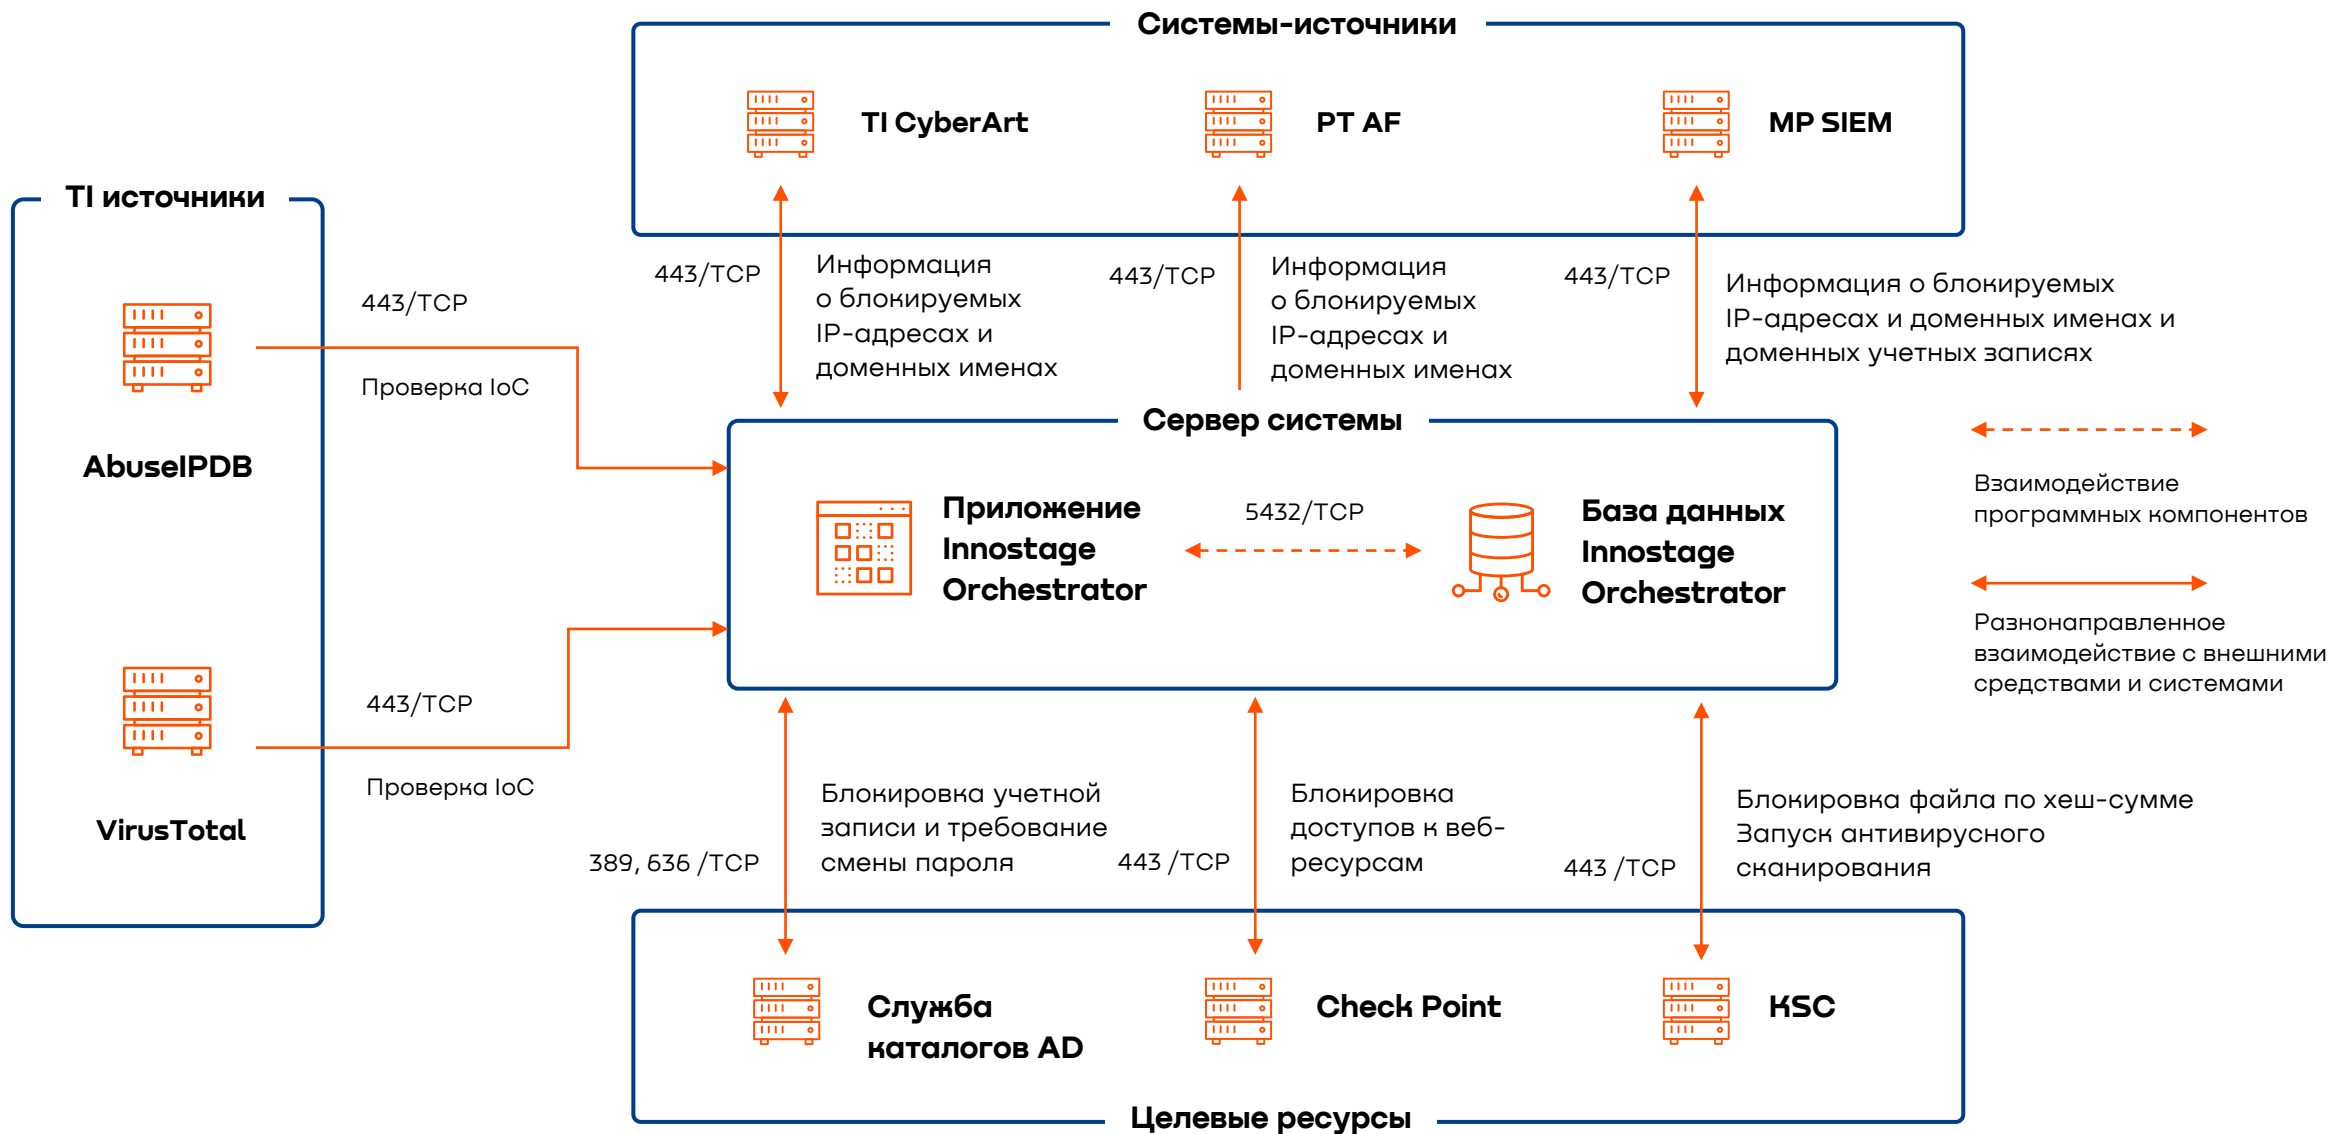 Системы-источники
TI CyberArt
PT AF
MP SIEM
TI источники
443/TCP
Проверка IoC
AbuseIPDB
443/TCP
Проверка IoC
VirusTotal
443/TCP
Информация
о блокируемых
IP-адресах и
доменных именах
443/TCP
Информация
о блокируемых
IP-адресах и
доменных именах
443/TCP
Информация о блокируемых
IP-адресах и доменных именах и
доменных учетных записях
Сервер системы
Приложение
Innostage
Orchestrator
5432/TCP
База данных
Innostage
Orchestrator
Взаимодействие
программных компонентов
Разнонаправленное
взаимодействие с внешними
средствами и системами
389, 636 /TCP
Блокировка учетной
записи и требование
смены пароля
443 /TCP
Блокировка
доступов к веб-
ресурсам
443 /TCP
Блокировка файла по хеш-сумме
Запуск антивирусного
сканирования
Служба
каталогов AD
Check Point
KSC
Целевые ресурсы